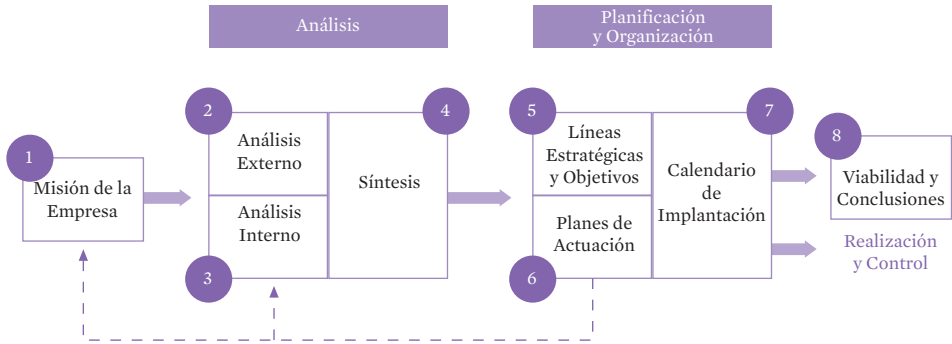 Análisis
Planificación
y Organización
1
Misión de la
Empresa
2
Análisis
Externo
Análisis
Interno
3
4
Síntesis
5
Líneas
Estratégicas
y Objetivos
Planes de
Actuación
6
7
Calendario
de
Implantación
8
Viabilidad y
Conclusiones
Realización
y Control